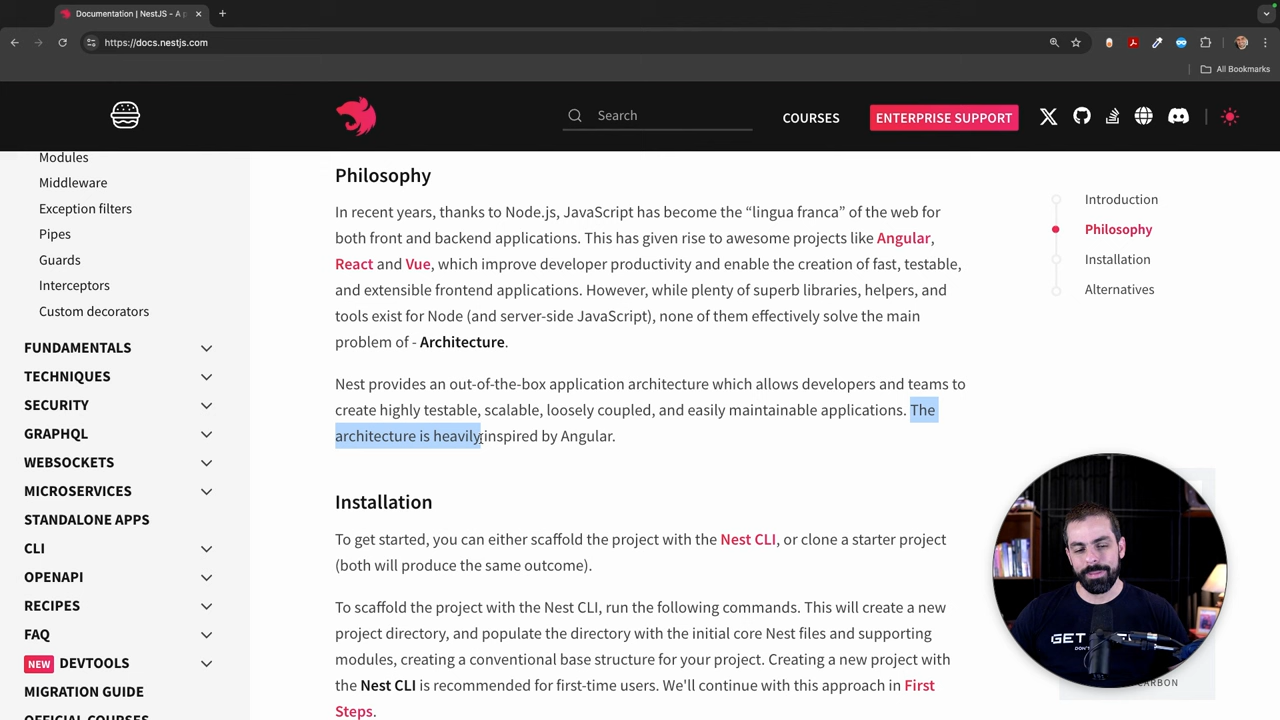 Documentation | NestJS - A p
https://docs.nestjs.com
All Bookmarks
Search
COURSES
ENTERPRISE SUPPORT
Modules
Middleware
Exception filters
Pipes
Guards
Interceptors
Custom decorators
FUNDAMENTALS
TECHNIQUES
SECURITY
GRAPHQL
WEBSOCKETS
MICROSERVICES
STANDALONE APPS
CLI
OPENAPI
RECIPES
FAQ
NEW DEVTOOLS
MIGRATION GUIDE
OFFICIAL COURSES
Philosophy
In recent years, thanks to Node.js, JavaScript has become the “lingua franca” of the web for
both front and backend applications. This has given rise to awesome projects like Angular,
React and Vue, which improve developer productivity and enable the creation of fast, testable,
and extensible frontend applications. However, while plenty of superb libraries, helpers, and
tools exist for Node (and server-side JavaScript), none of them effectively solve the main
problem of - Architecture.
Nest provides an out-of-the-box application architecture which allows developers and teams to
create highly testable, scalable, loosely coupled, and easily maintainable applications. The
architecture is heavily inspired by Angular.
Installation
To get started, you can either scaffold the project with the Nest CLI, or clone a starter project
(both will produce the same outcome).
To scaffold the project with the Nest CLI, run the following commands. This will create a new
project directory, and populate the directory with the initial core Nest files and supporting
modules, creating a conventional base structure for your project. Creating a new project with
the Nest CLI is recommended for first-time users. We'll continue with this approach in First
Steps.
Introduction
Philosophy
Installation
Alternatives
GET
DON'T
CARBON